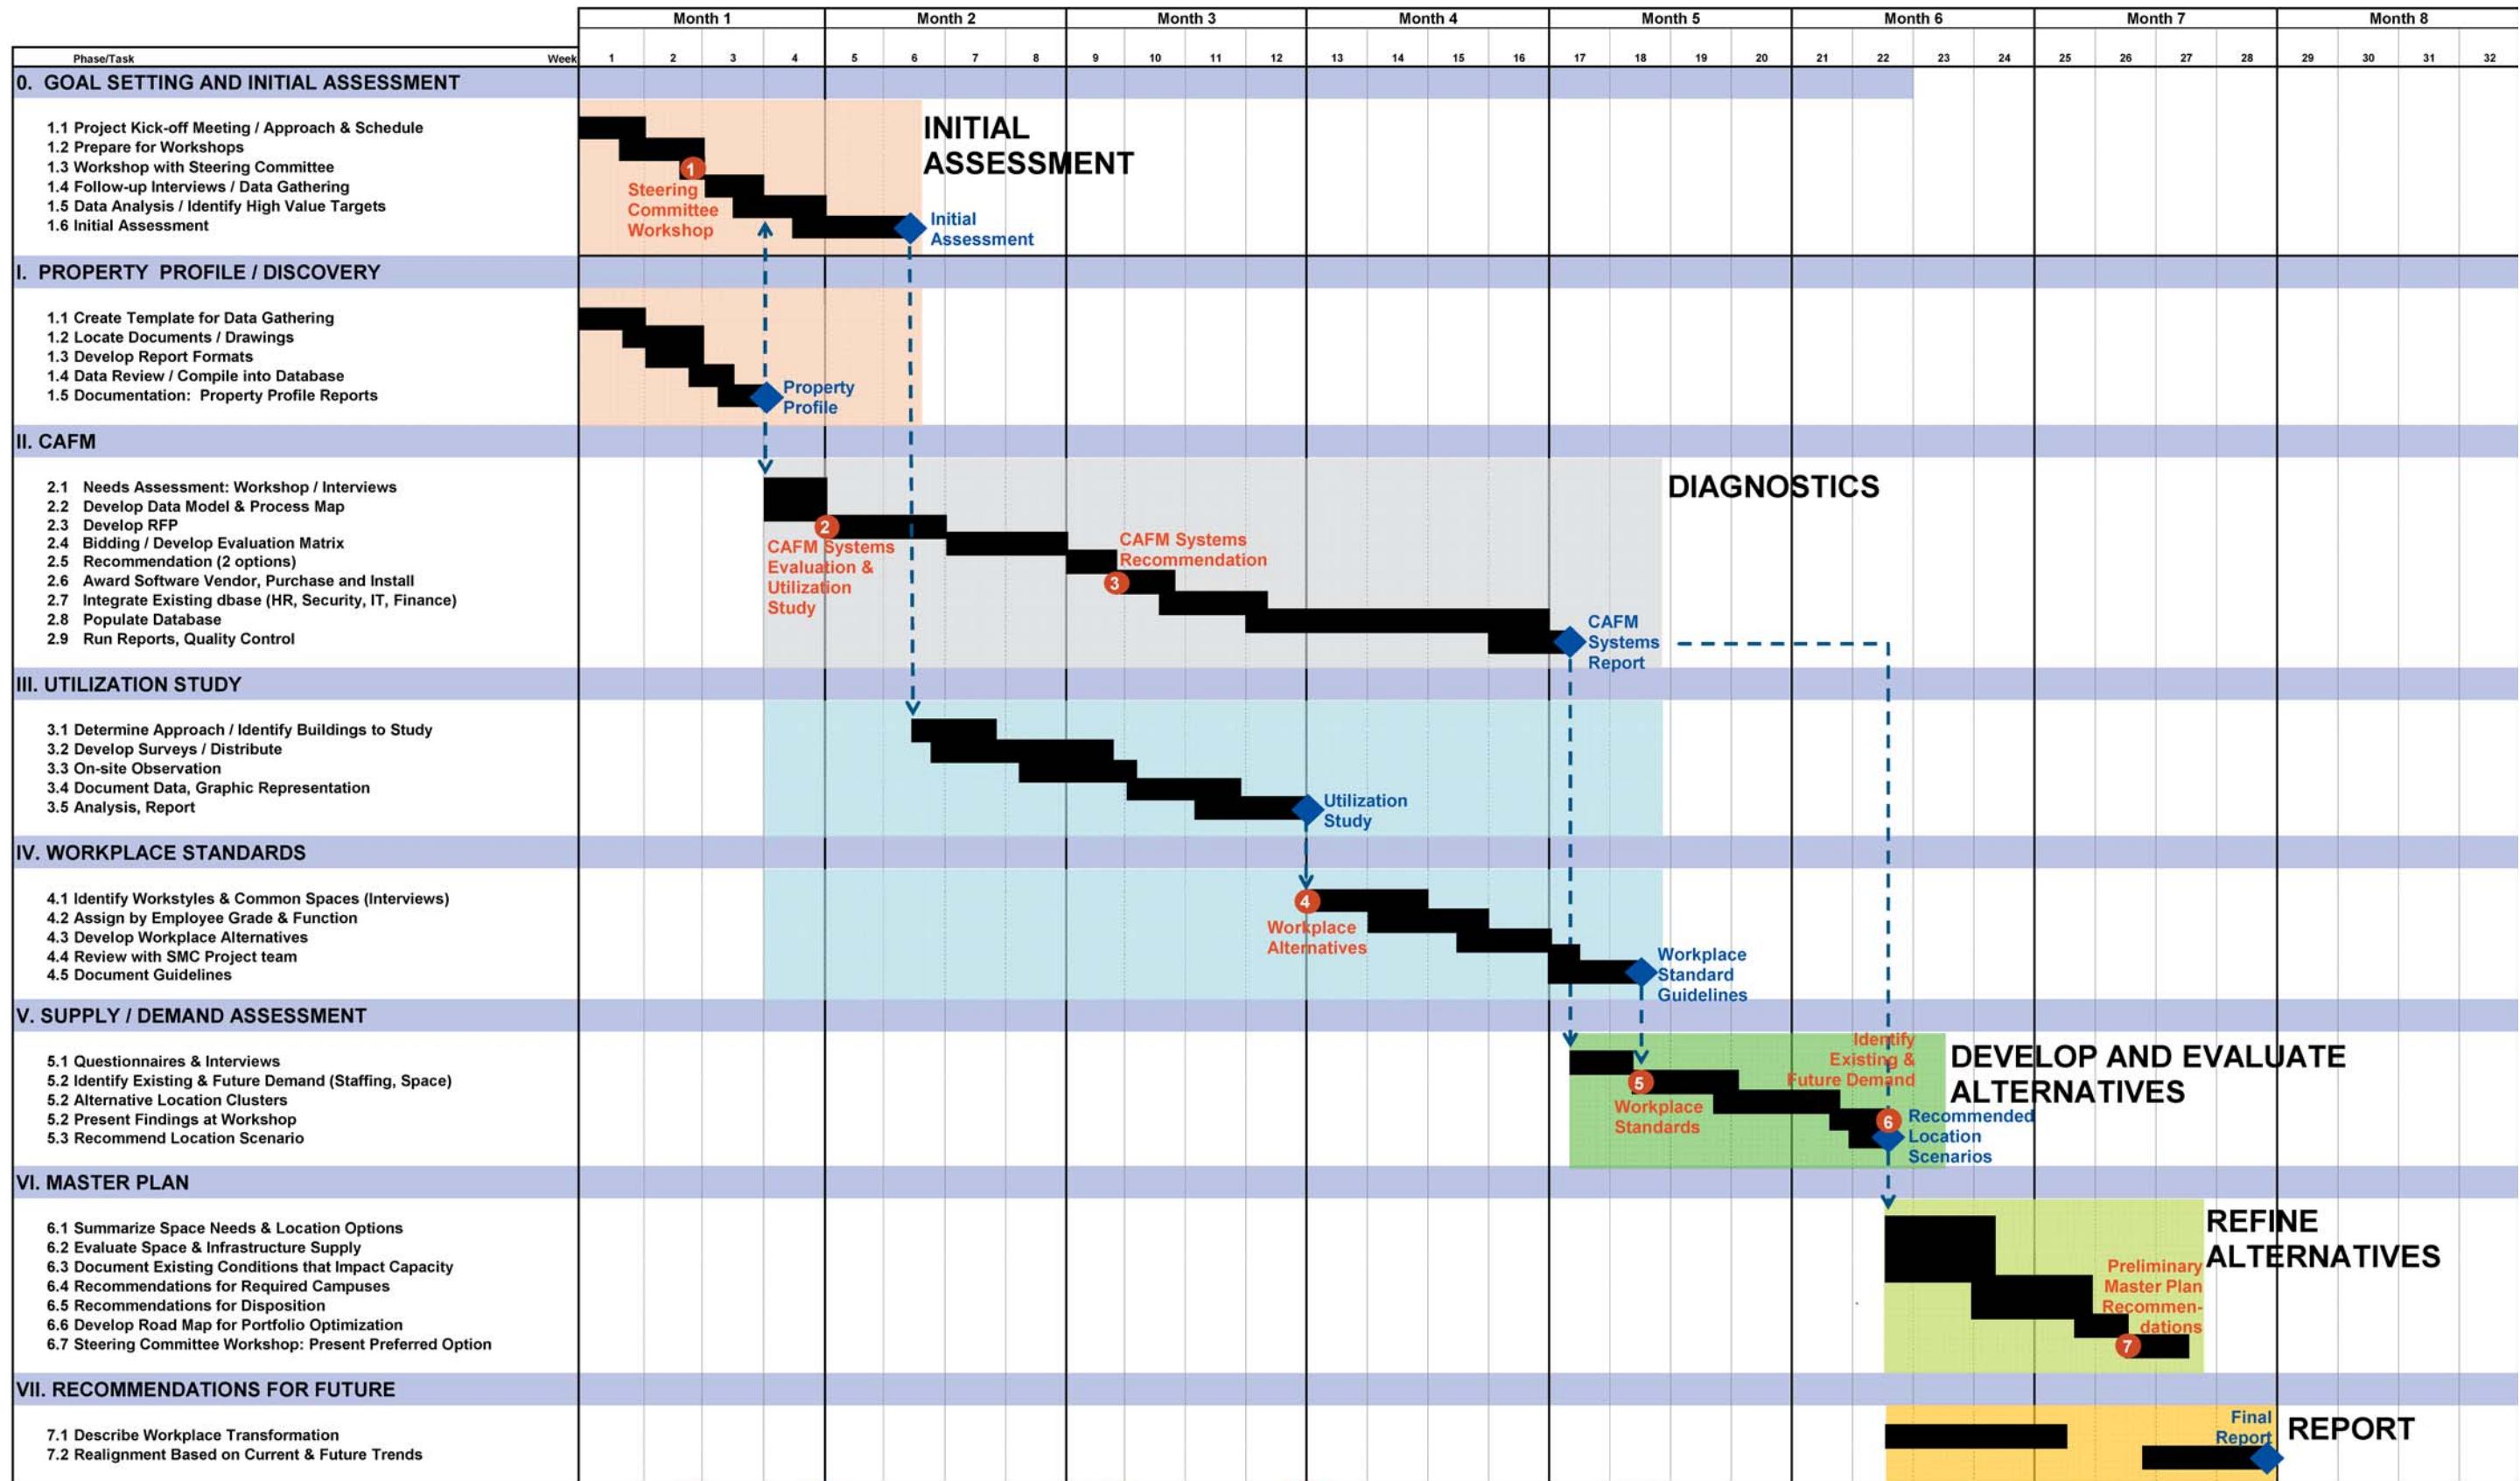 Month 1 Month 2 Month 3 Month 4 Month 5 Month 6 Month 7 Month 8
Phase/Task Week 1 2 3 4 5 6 7 8 9 10 11 12 13 14 15 16 17 18 19 20 21 22 23 24 25 26 27 28 29 30 31 32
0. GOAL SETTING AND INITIAL ASSESSMENT
1.1 Project Kick-off Meeting / Approach & Schedule
1.2 Prepare for Workshops
1.3 Workshop with Steering Committee
1.4 Follow-up Interviews / Data Gathering
1.5 Data Analysis / Identify High Value Targets
1.6 Initial Assessment
1
Steering
Committee
Workshop
INITIAL
ASSESSMENT
Initial
Assessment
I. PROPERTY PROFILE / DISCOVERY
1.1 Create Template for Data Gathering
1.2 Locate Documents / Drawings
1.3 Develop Report Formats
1.4 Data Review / Compile into Database
1.5 Documentation: Property Profile Reports
Property
Profile
II. CAFM
2.1 Needs Assessment: Workshop / Interviews
2.2 Develop Data Model & Process Map
2.3 Develop RFP
2.4 Bidding / Develop Evaluation Matrix
2.5 Recommendation (2 options)
2.6 Award Software Vendor, Purchase and Install
2.7 Integrate Existing dbase (HR, Security, IT, Finance)
2.8 Populate Database
2.9 Run Reports, Quality Control
2
CAFM Systems
Evaluation &
Utilization
Study
CAFM Systems
Recommendation
3
DIAGNOSTICS
CAFM
Systems
Report
III. UTILIZATION STUDY
3.1 Determine Approach / Identify Buildings to Study
3.2 Develop Surveys / Distribute
3.3 On-site Observation
3.4 Document Data, Graphic Representation
3.5 Analysis, Report
Utilization
Study
IV. WORKPLACE STANDARDS
4.1 Identify Workstyles & Common Spaces (Interviews)
4.2 Assign by Employee Grade & Function
4.3 Develop Workplace Alternatives
4.4 Review with SMC Project team
4.5 Document Guidelines
4
Workplace
Alternatives
Workplace
Standard
Guidelines
V. SUPPLY / DEMAND ASSESSMENT
5.1 Questionnaires & Interviews
5.2 Identify Existing & Future Demand (Staffing, Space)
5.2 Alternative Location Clusters
5.2 Present Findings at Workshop
5.3 Recommend Location Scenario
5
Workplace
Standards
Identify
Existing &
Future Demand
6
DEVELOP AND EVALUATE
ALTERNATIVES
Recommended
Location
Scenarios
VI. MASTER PLAN
6.1 Summarize Space Needs & Location Options
6.2 Evaluate Space & Infrastructure Supply
6.3 Document Existing Conditions that Impact Capacity
6.4 Recommendations for Required Campuses
6.5 Recommendations for Disposition
6.6 Develop Road Map for Portfolio Optimization
6.7 Steering Committee Workshop: Present Preferred Option
REFINE
ALTERNATIVES
Preliminary
Master Plan
Recommen-
dations
7
VII. RECOMMENDATIONS FOR FUTURE
7.1 Describe Workplace Transformation
7.2 Realignment Based on Current & Future Trends
Final
Report
REPORT